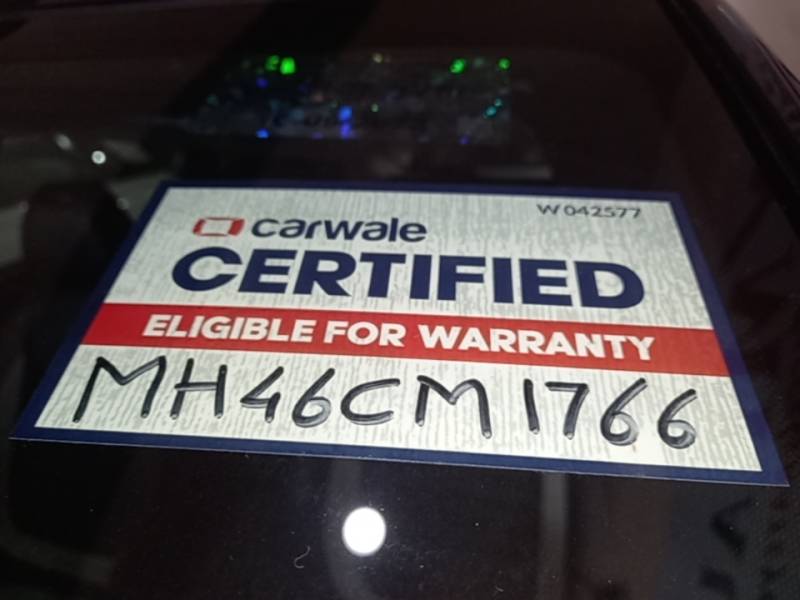 W042577
carwale
CERTIFIED
ELIGIBLE FOR WARRANTY
MH46CM1766